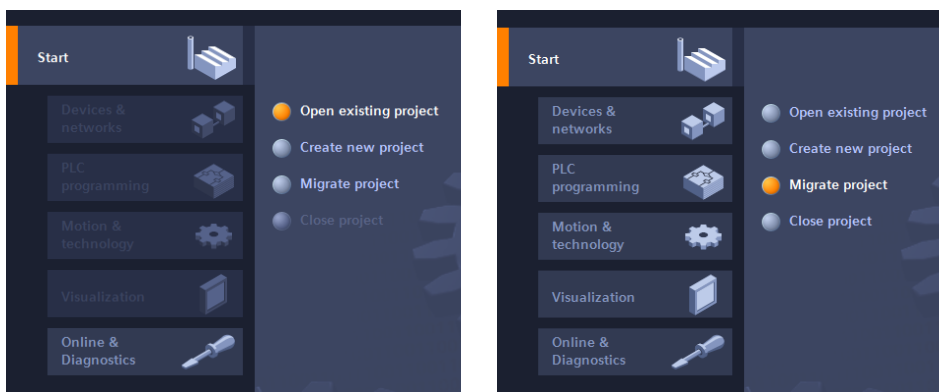 Start
Devices &
networks
PLC
programming
Motion &
technology
Visualization
Online &
Diagnostics
Open existing project
Create new project
Migrate project
Close project
Start
Devices &
networks
PLC
programming
Motion &
technology
Visualization
Online &
Diagnostics
Open existing project
Create new project
Migrate project
Close project